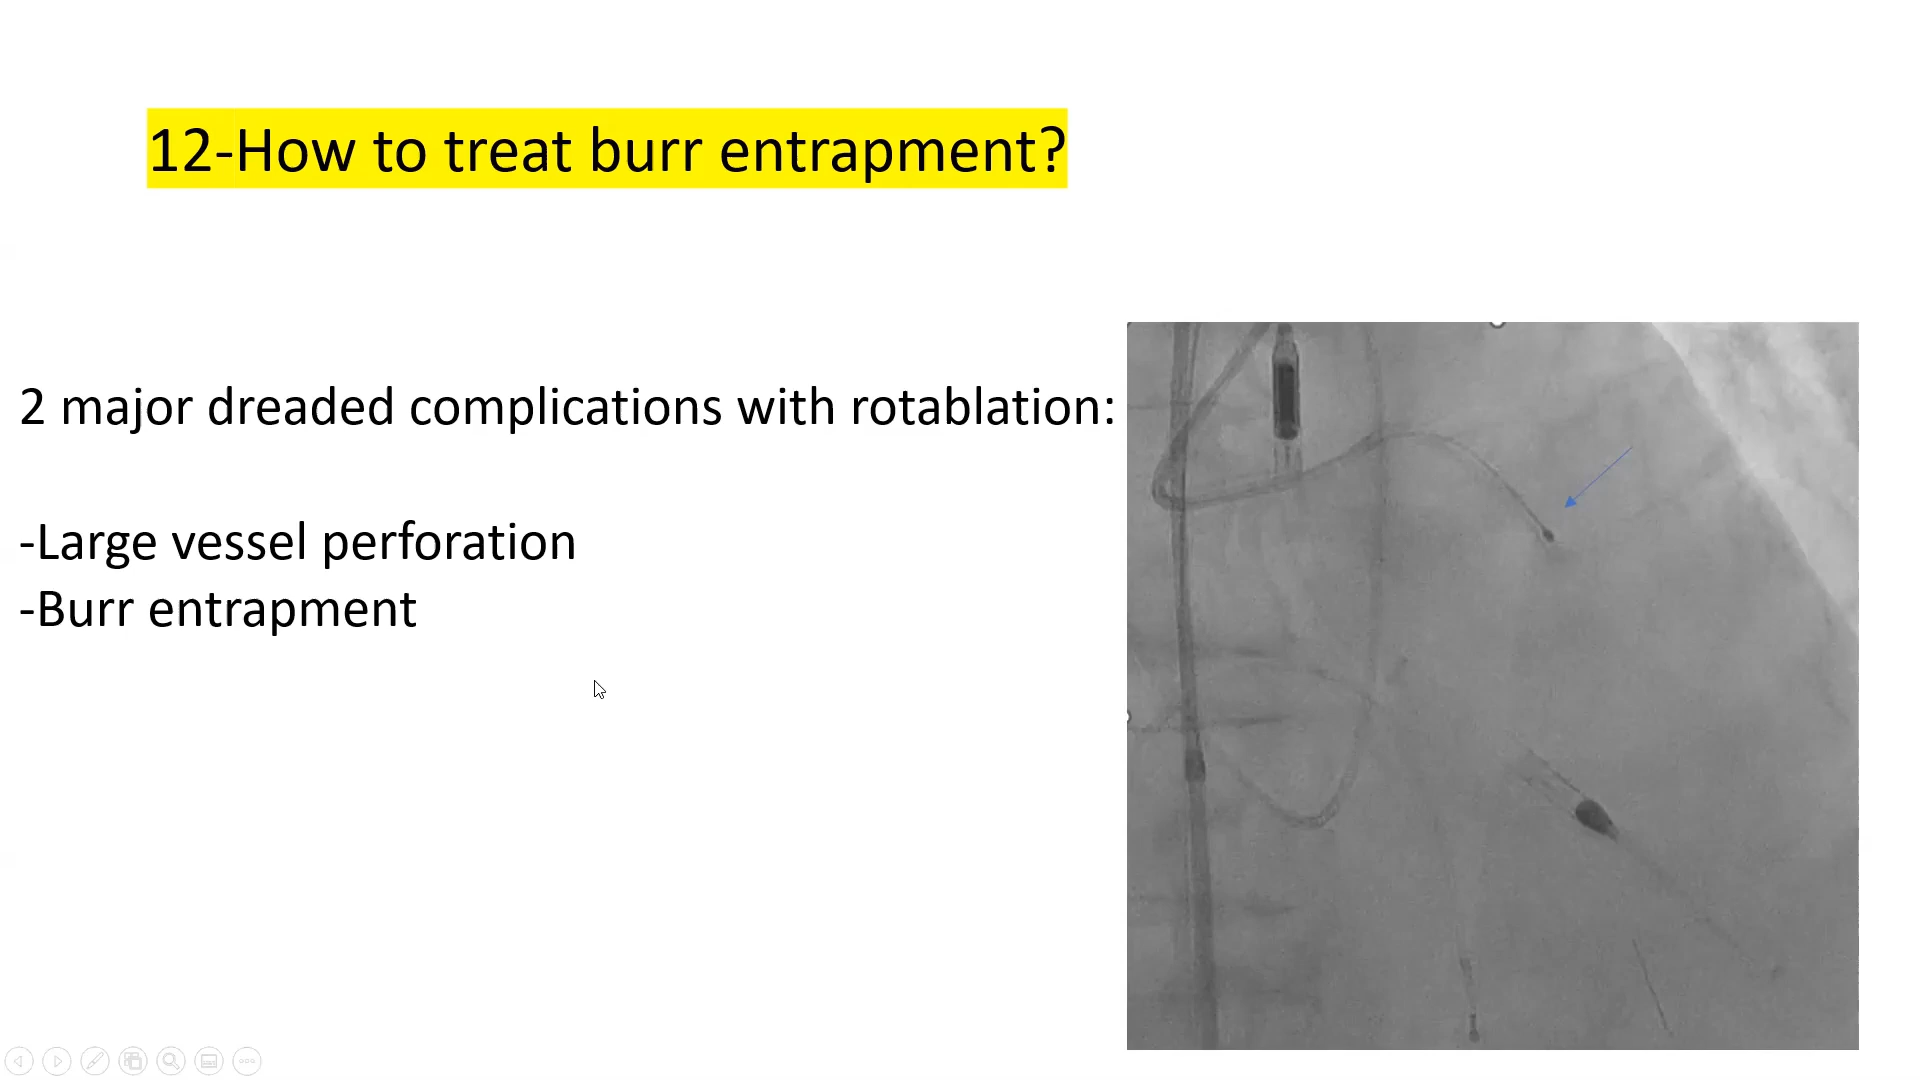 12-How to treat burr entrapment?
2 major dreaded complications with rotablation:
-Large vessel perforation
-Burr entrapment